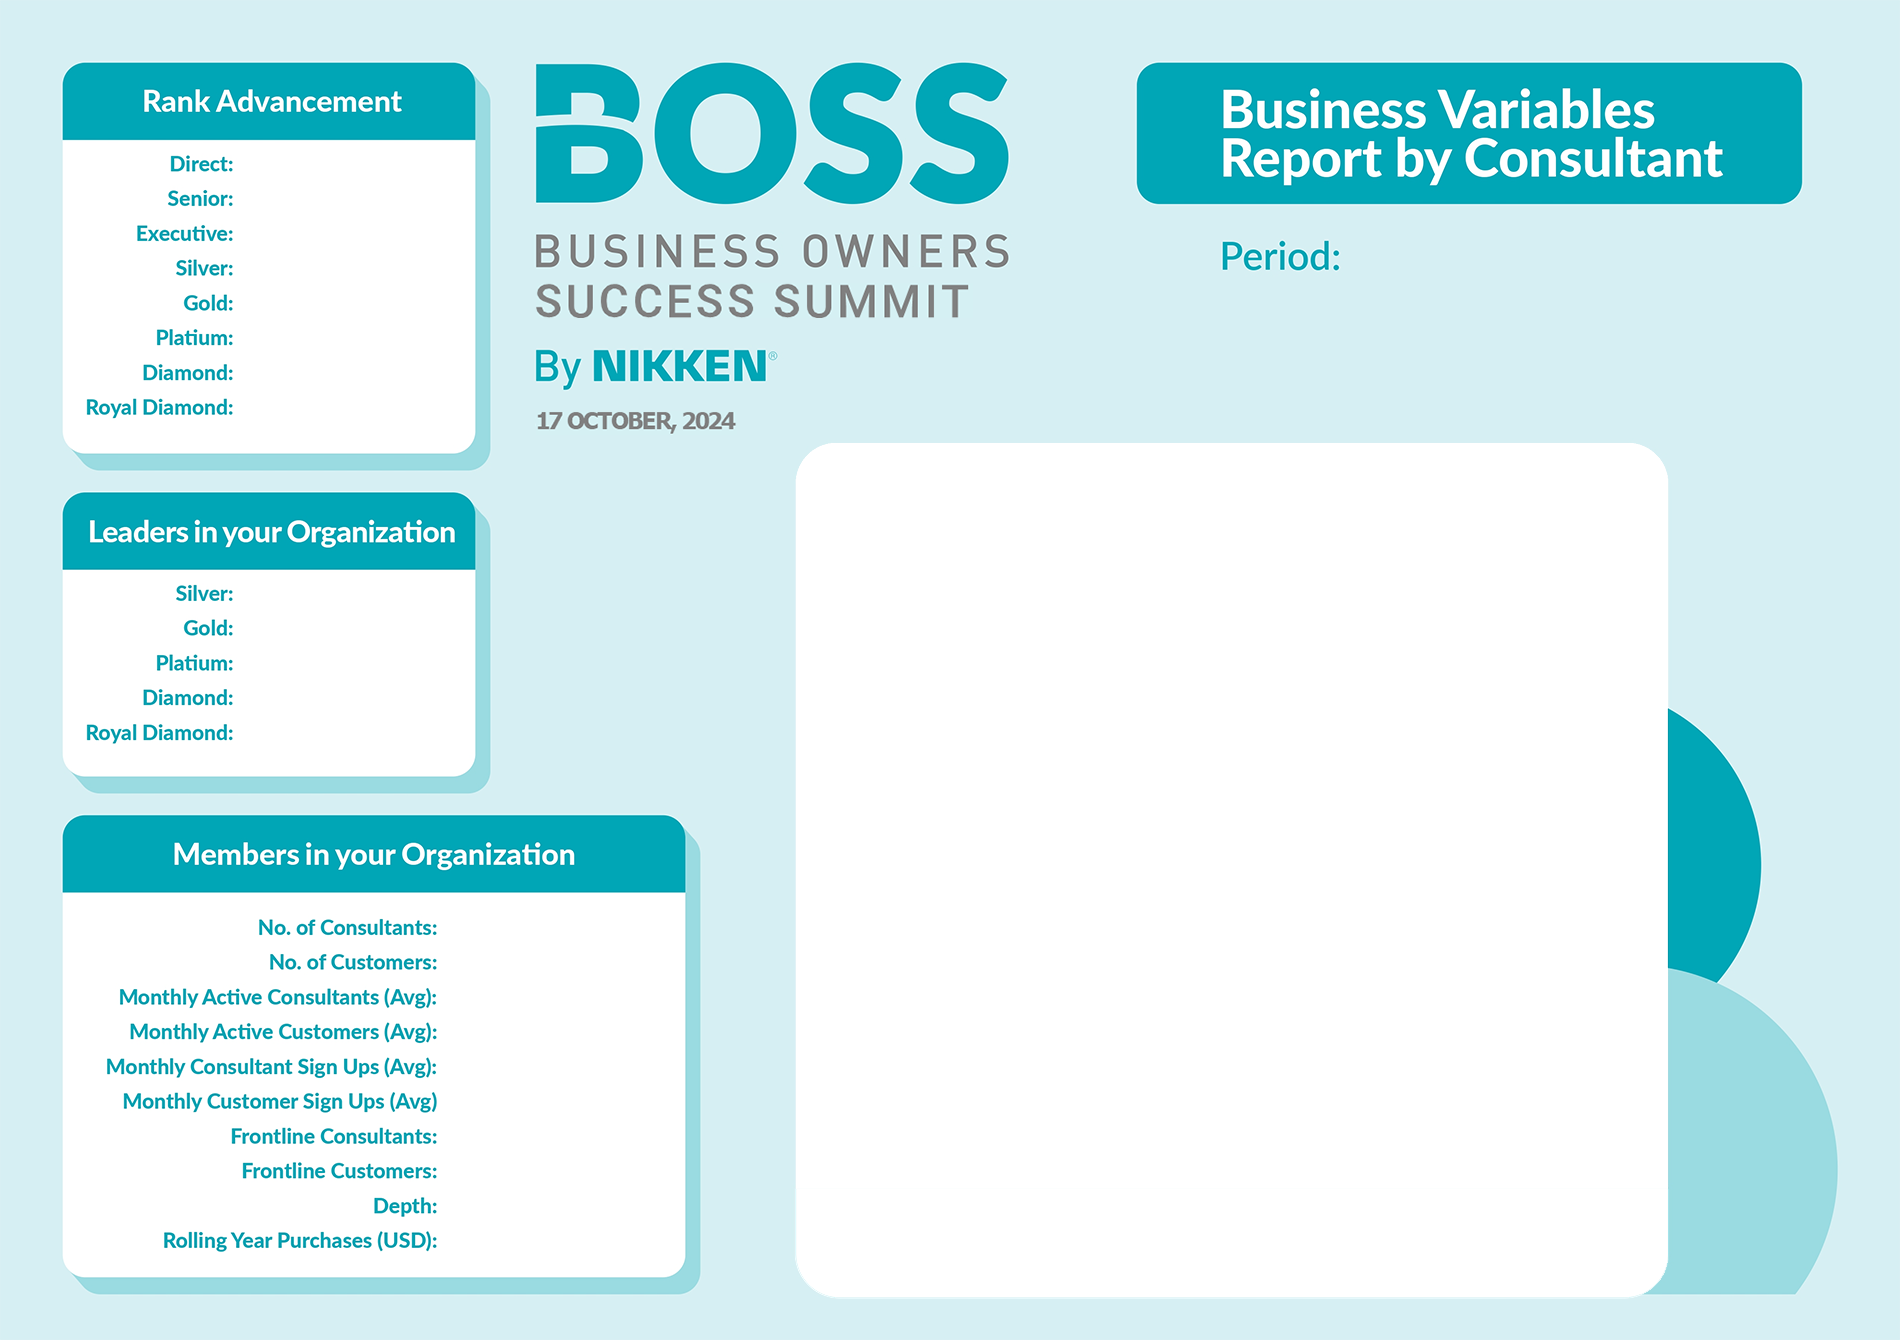 Rank Advancement
Direct:
Senior:
Executive:
Silver:
Gold:
Platium:
Diamond:
Royal Diamond:
Leaders in your Organization
Silver:
Gold:
Platium:
Diamond:
Royal Diamond:
Members in your Organization
No. of Consultants:
No. of Customers:
Monthly Active Consultants (Avg):
Monthly Active Customers (Avg):
Monthly Consultant Sign Ups (Avg):
Monthly Customer Sign Ups (Avg)
Frontline Consultants:
Frontline Customers:
Depth:
Rolling Year Purchases (USD):
BOSS
BUSINESS OWNERS
SUCCESS SUMMIT
By NIKKEN®
17 OCTOBER, 2024
Business Variables
Report by Consultant
Period: